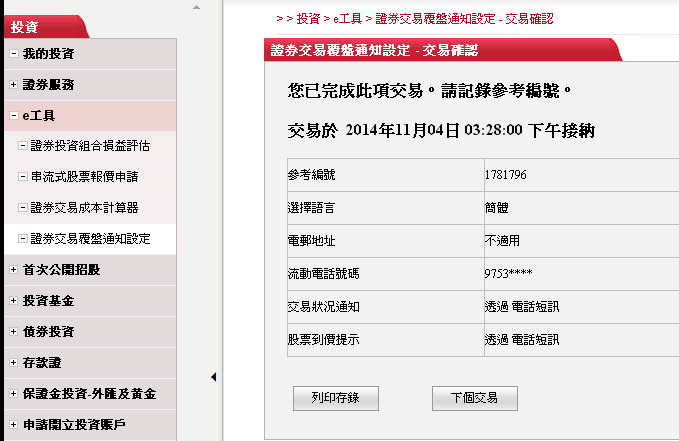 投資
我的投資
證券服務
e工具
證券投資組合損益評估
串流式股票報價申請
證券交易成本計算器
證券交易覆盤通知設定
首次公開招股
投資基金
債券投資
存款證
保證金投資-外匯及黃金
申請開立投資賬戶
> > 投資 > e工具 > 證券交易覆盤通知設定 - 交易確認
證券交易覆盤通知設定 - 交易確認
您已完成此項交易。請記錄參考編號。
交易於 2014年11月04日 03:28:00 下午接納
參考編號 1781796
選擇語言 簡體
電郵地址 不適用
流動電話號碼 9753****
交易狀況通知 透過 電話短訊
股票到價提示 透過 電話短訊
列印存錄 下個交易